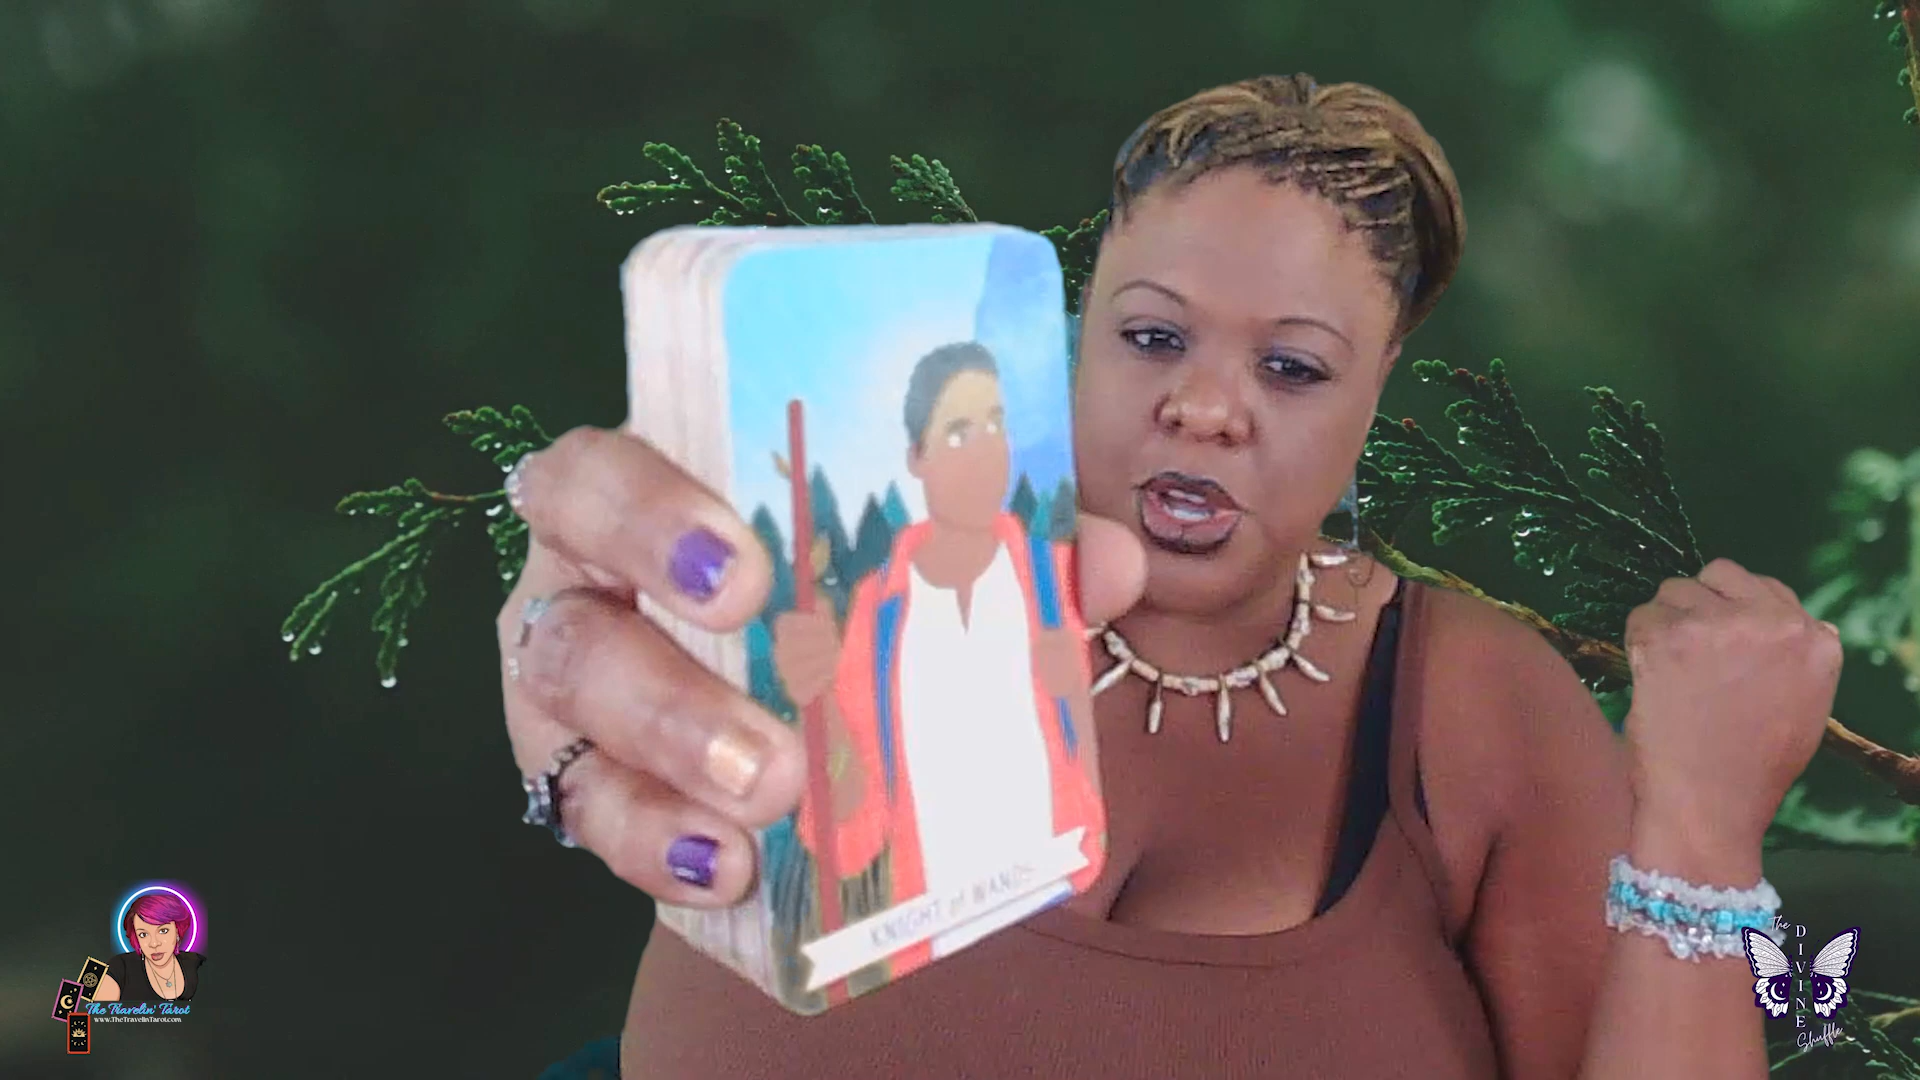 KNIGHT of WANDS
The Travelin' Tarot
www.TheTravelinTarot.com
The
DIVINE
Shuffle